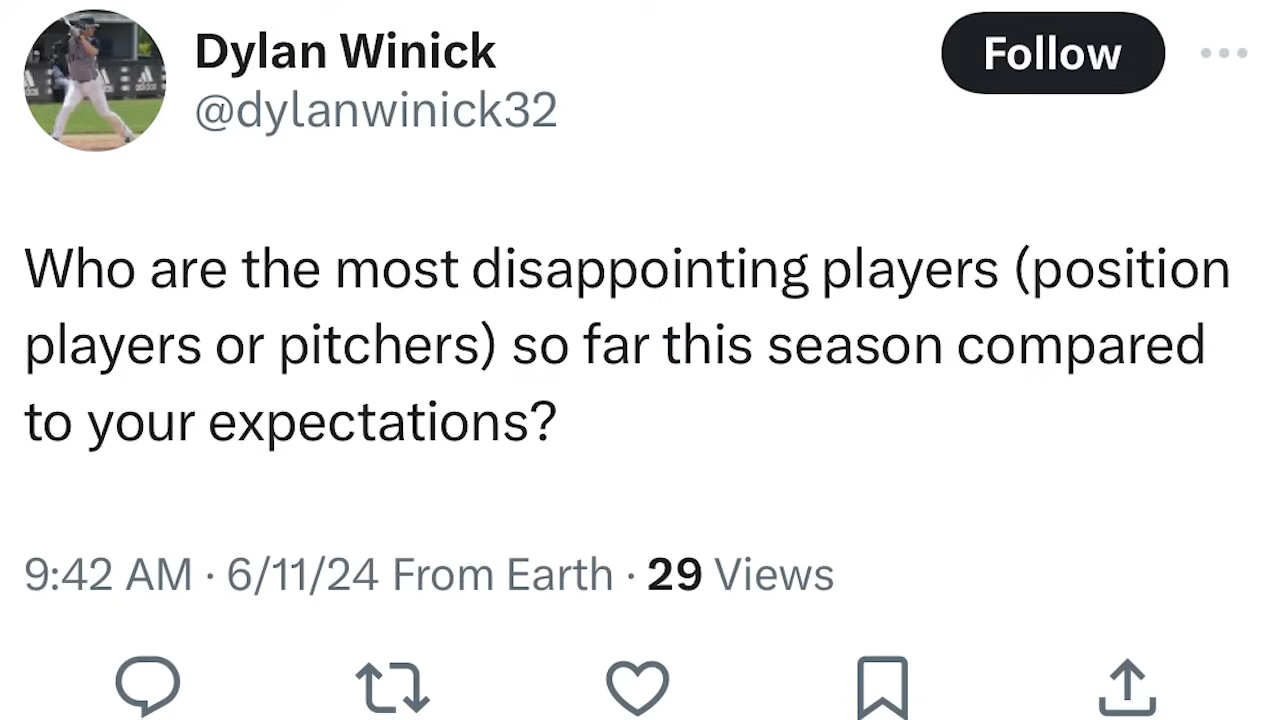 Dylan Winick
Follow
@dylanwinick32
Who are the most disappointing players (position
players or pitchers) so far this season compared
to your expectations?
9:42 AM · 6/11/24 From Earth · 29 Views